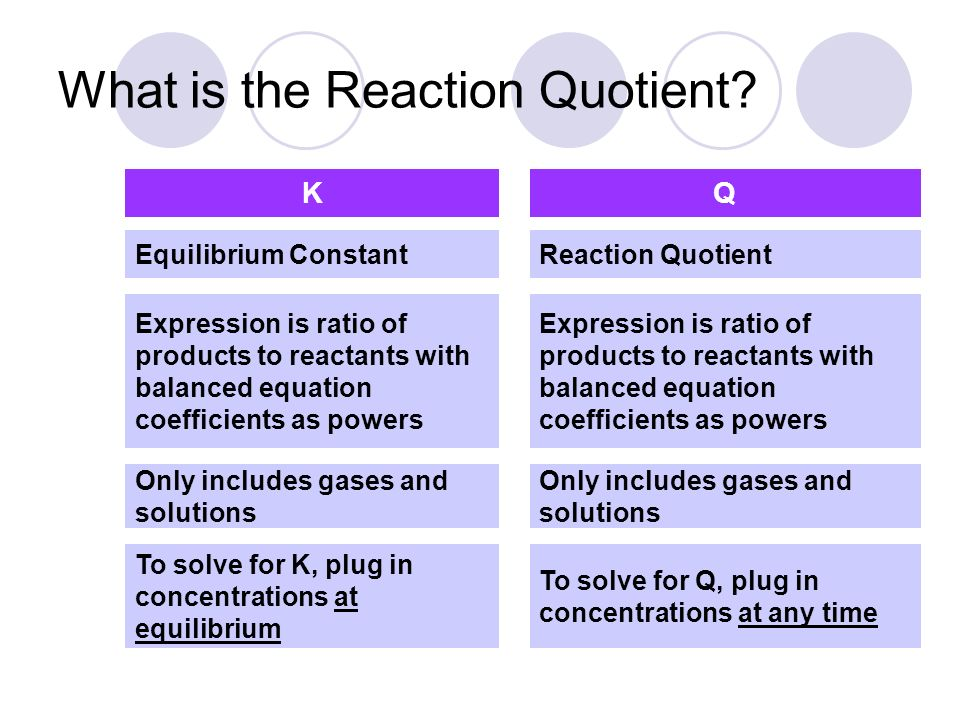 What is the Reaction Quotient?
K
Q
Equilibrium Constant
Reaction Quotient
Expression is ratio of
products to reactants with
balanced equation
coefficients as powers
Expression is ratio of
products to reactants with
balanced equation
coefficients as powers
Only includes gases and
solutions
Only includes gases and
solutions
To solve for K, plug in
concentrations at
equilibrium
To solve for Q, plug in
concentrations at any time